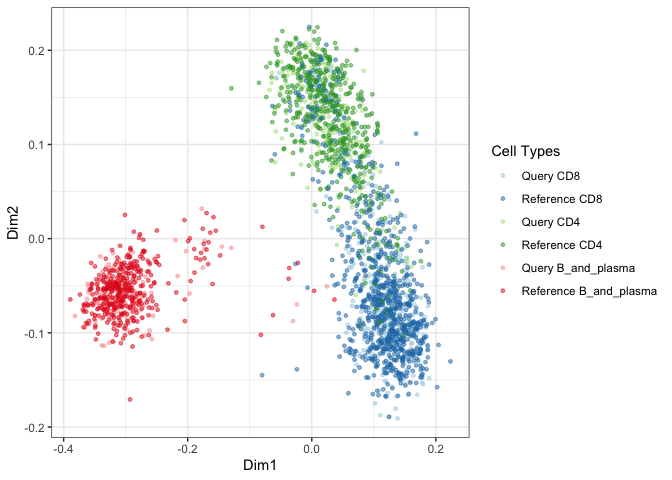 0.2
0.1
0.0
-0.1
-0.2
Dim2
-0.4
-0.2
0.0
0.2
Dim1
Cell Types
Query CD8
Reference CD8
Query CD4
Reference CD4
Query B_and_plasma
Reference B_and_plasma